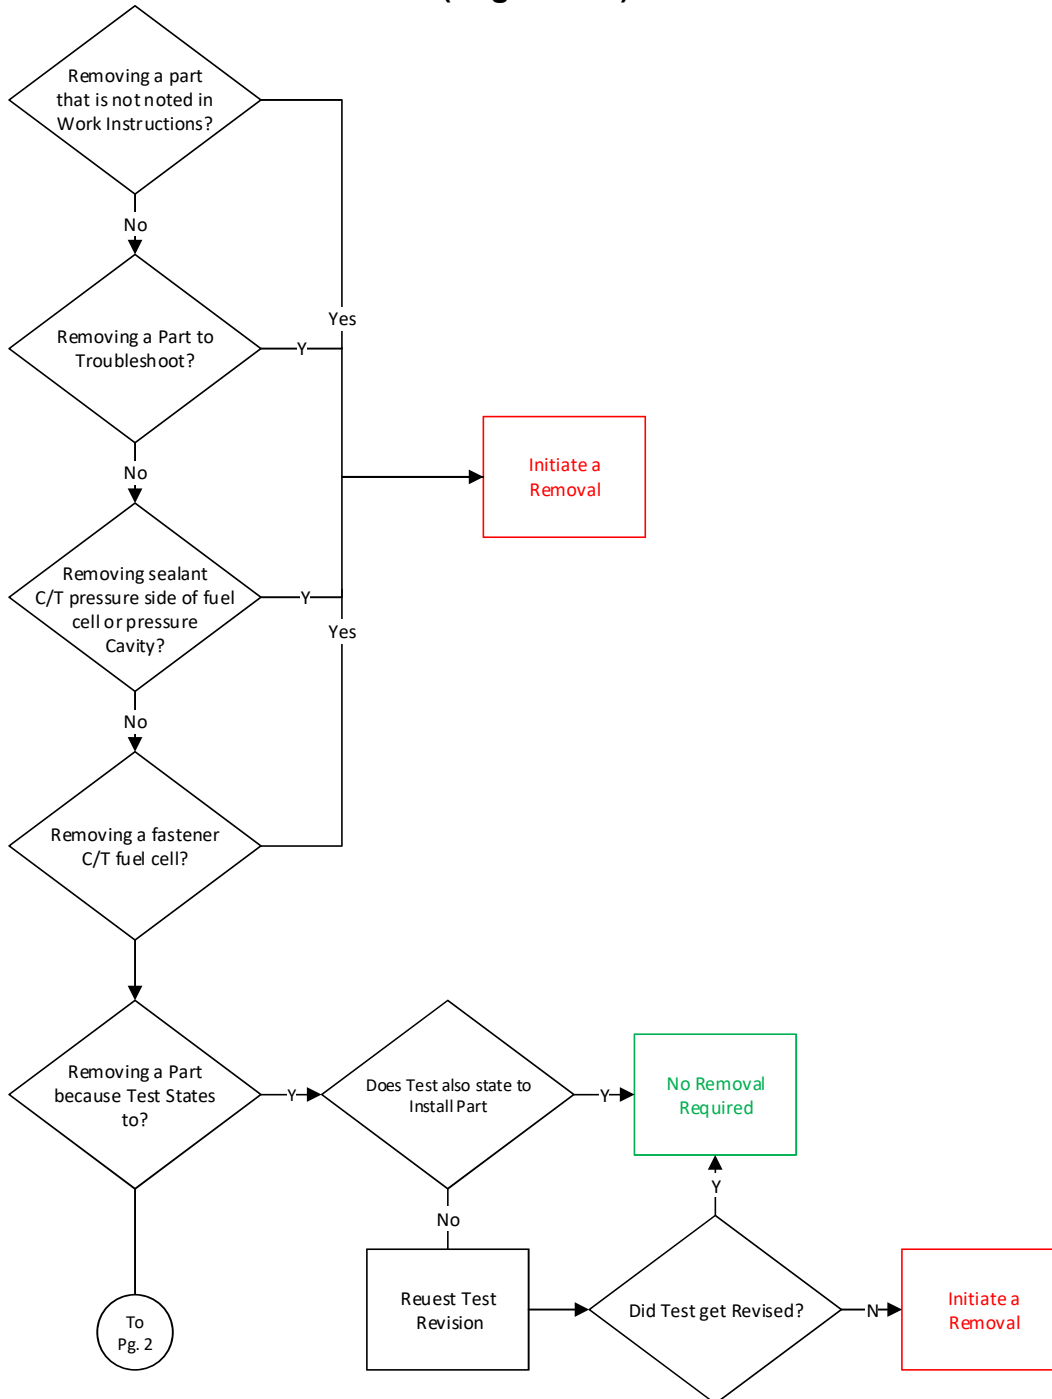 Removing a part
that is not noted in
Work Instructions?
No
Yes
Removing a Part to
Troubleshoot?
Y
No
Initiate a
Removal
Removing sealant
C/T pressure side of fuel
cell or pressure
Cavity?
Y
Yes
No
Removing a fastener
C/T fuel cell?
Removing a Part
because Test States
to?
Y
Does Test also state to
Install Part
Y
No Removal
Required
No
Y
Reuest Test
Revision
Did Test get Revised?
N
Initiate a
Removal
To
Pg. 2